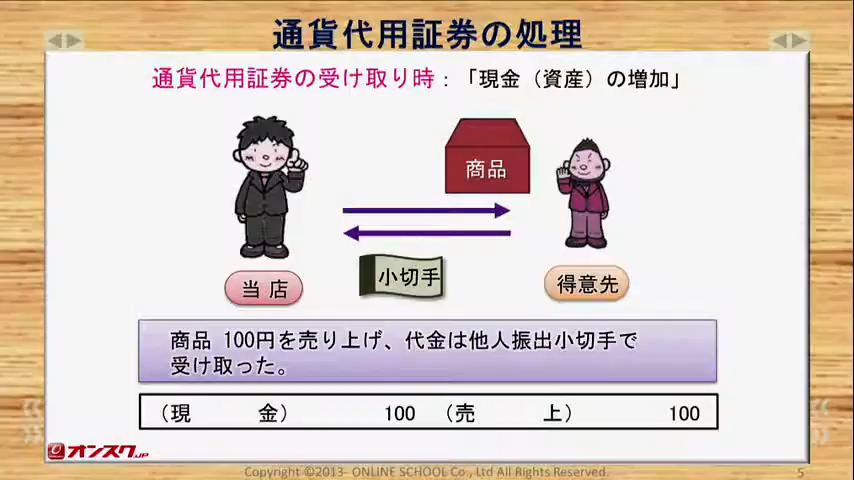 通貨代用証券の処理
通貨代用証券の受け取り時：「現金（資産）の増加」
商品
小切手
当店
得意先
商品 100円を売り上げ、代金は他人振出小切手で
受け取った。
（現　　　金）　　　100　（売　　　上）　　　100
オンスク.JP
Copyright ©2013- ONLINE SCHOOL Co., Ltd All Rights Reserved.
5